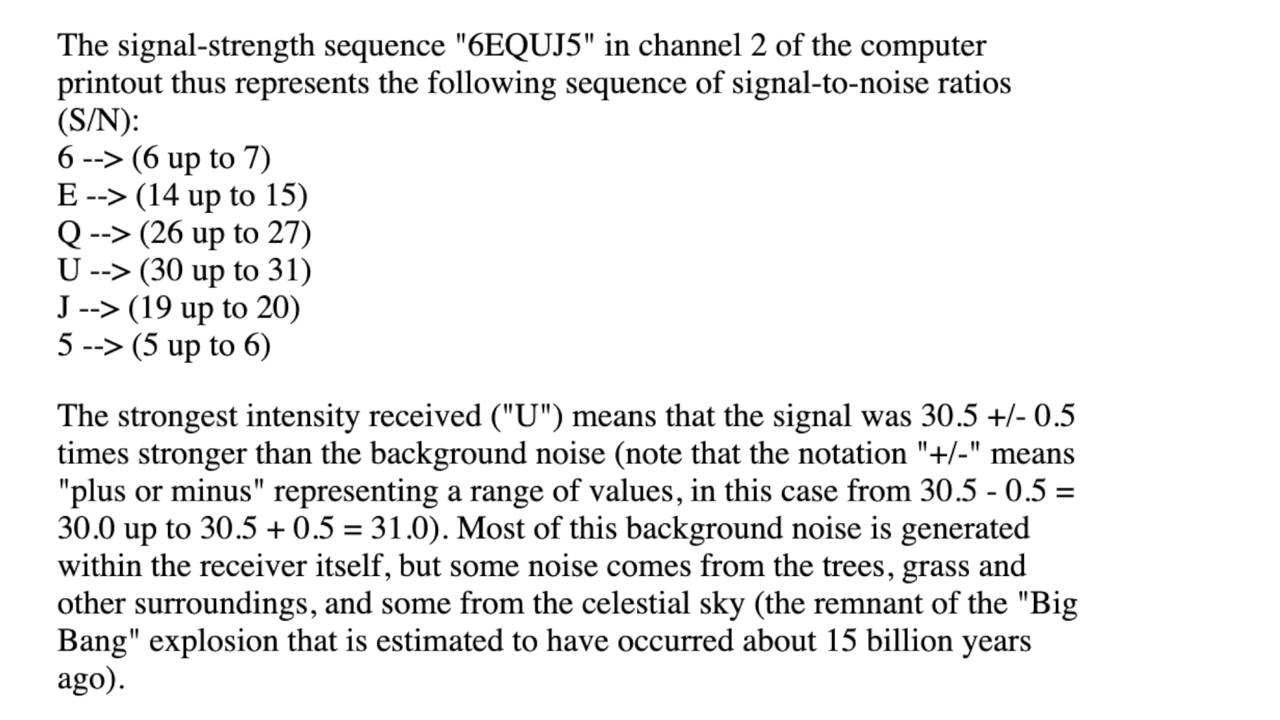 The signal-strength sequence "6EQUJ5" in channel 2 of the computer
printout thus represents the following sequence of signal-to-noise ratios
(S/N):
6 --> (6 up to 7)
E --> (14 up to 15)
Q --> (26 up to 27)
U --> (30 up to 31)
J --> (19 up to 20)
5 --> (5 up to 6)
The strongest intensity received ("U") means that the signal was 30.5 +/- 0.5
times stronger than the background noise (note that the notation "+/-" means
"plus or minus" representing a range of values, in this case from 30.5 - 0.5 =
30.0 up to 30.5 + 0.5 = 31.0). Most of this background noise is generated
within the receiver itself, but some noise comes from the trees, grass and
other surroundings, and some from the celestial sky (the remnant of the "Big
Bang" explosion that is estimated to have occurred about 15 billion years
ago).